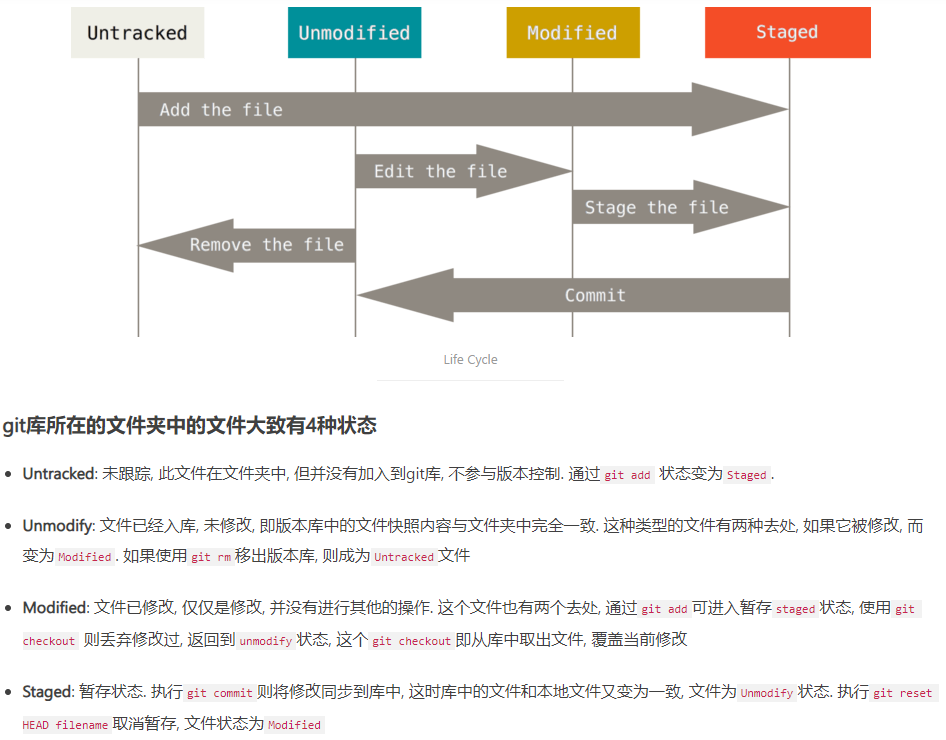 Untracked Unmodified Modified Staged
Add the file
Edit the file
Stage the file
Remove the file
Commit
Life Cycle
git库所在的文件夹中的文件大致有4种状态
Untracked: 未跟踪, 此文件在文件夹中, 但并没有加入到git库, 不参与版本控制. 通过 git add 状态变为 Staged .
Unmodify: 文件已经入库, 未修改, 即版本库中的文件快照内容与文件夹中完全一致. 这种类型的文件有两种去处, 如果它被修改, 而
变为 Modified . 如果使用 git rm 移出版本库, 则成为 Untracked 文件
Modified: 文件已修改, 仅仅是修改, 并没有进行其他的操作. 这个文件也有两个去处, 通过 git add 可进入暂存 staged 状态, 使用 git
checkout 则丢弃修改过, 返回到 unmodify 状态, 这个 git checkout 即从库中取出文件, 覆盖当前修改
Staged: 暂存状态. 执行 git commit 则将修改同步到库中, 这时库中的文件和本地文件又变为一致, 文件为 Unmodify 状态. 执行 git reset
HEAD filename 取消暂存, 文件状态为 Modified